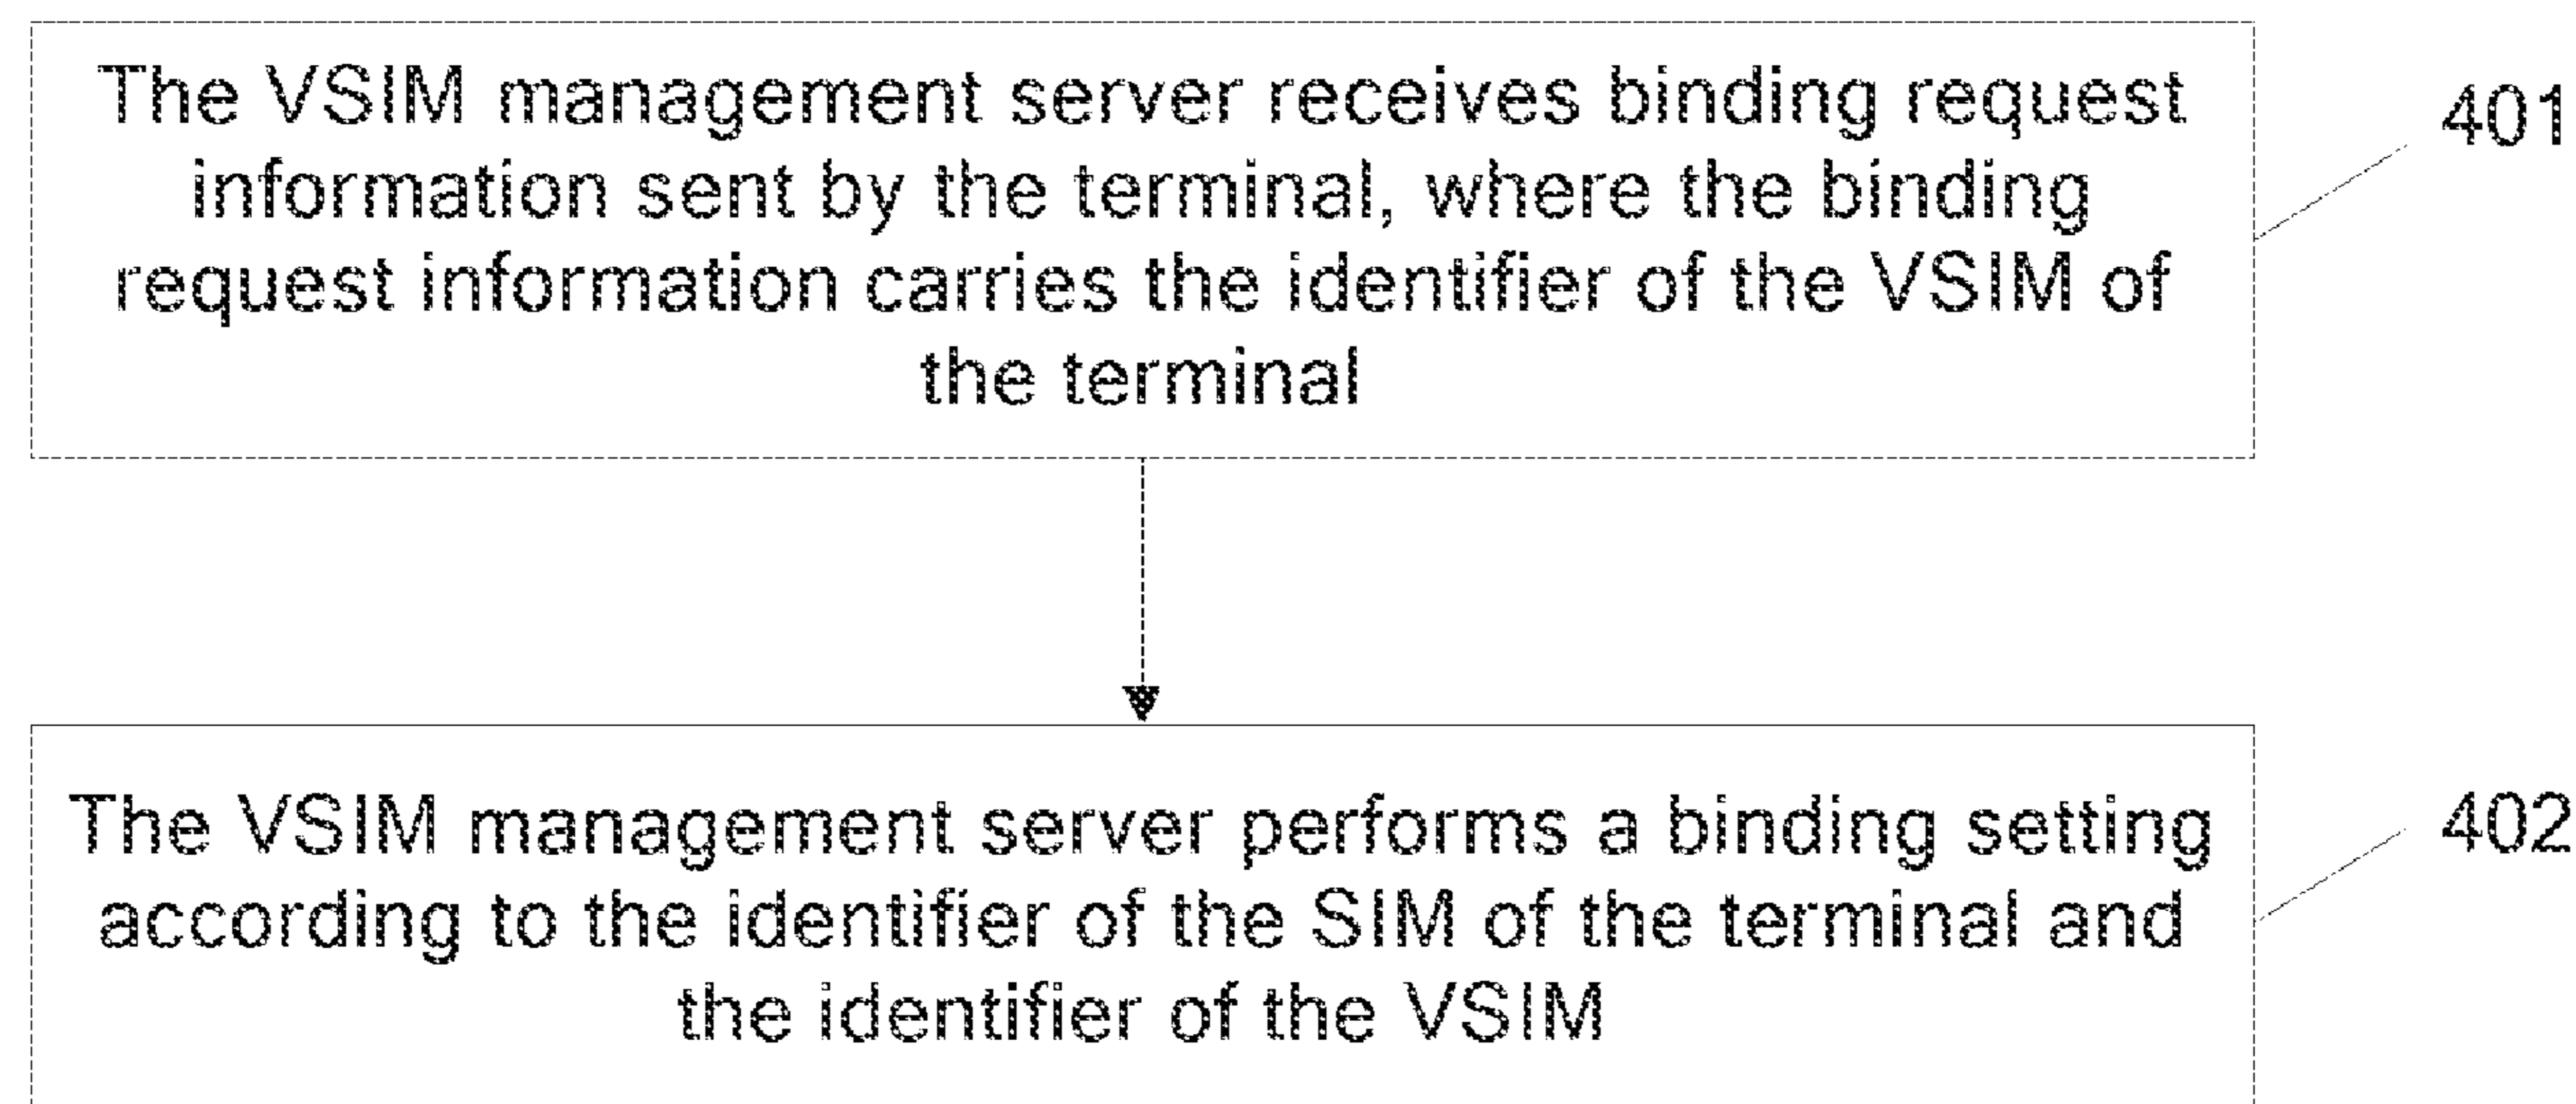 The VSIM management server receives binding request
information sent by the terminal, where the binding
request information carries the identifier of the VSIM of
the terminal
401
The VSIM management server performs a binding setting
according to the identifier of the SIM of the terminal and
the identifier of the VSIM
402